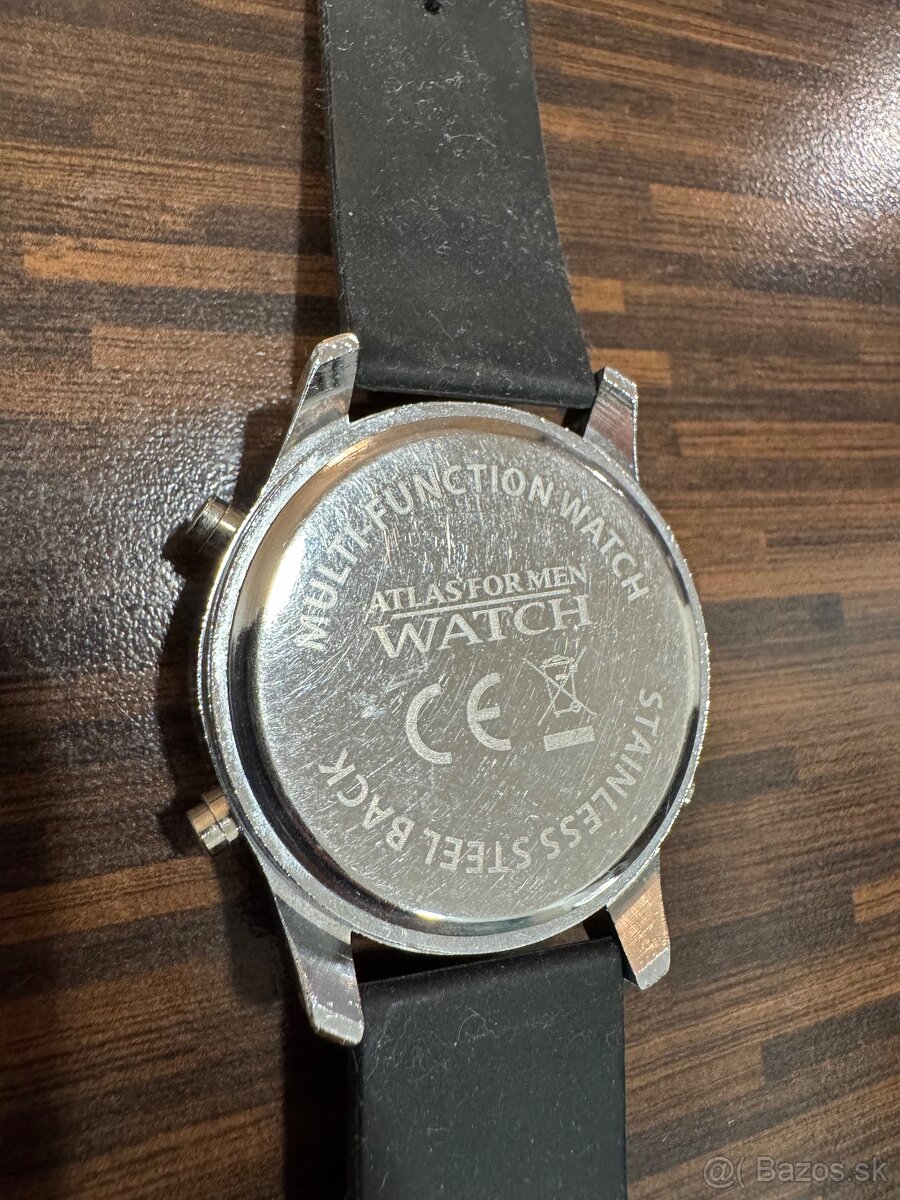 MULTI-FUNCTION WATCH
ATLAS FOR MEN
WATCH
CE
STAINLESS STEEL BACK
@( Bazos.sk